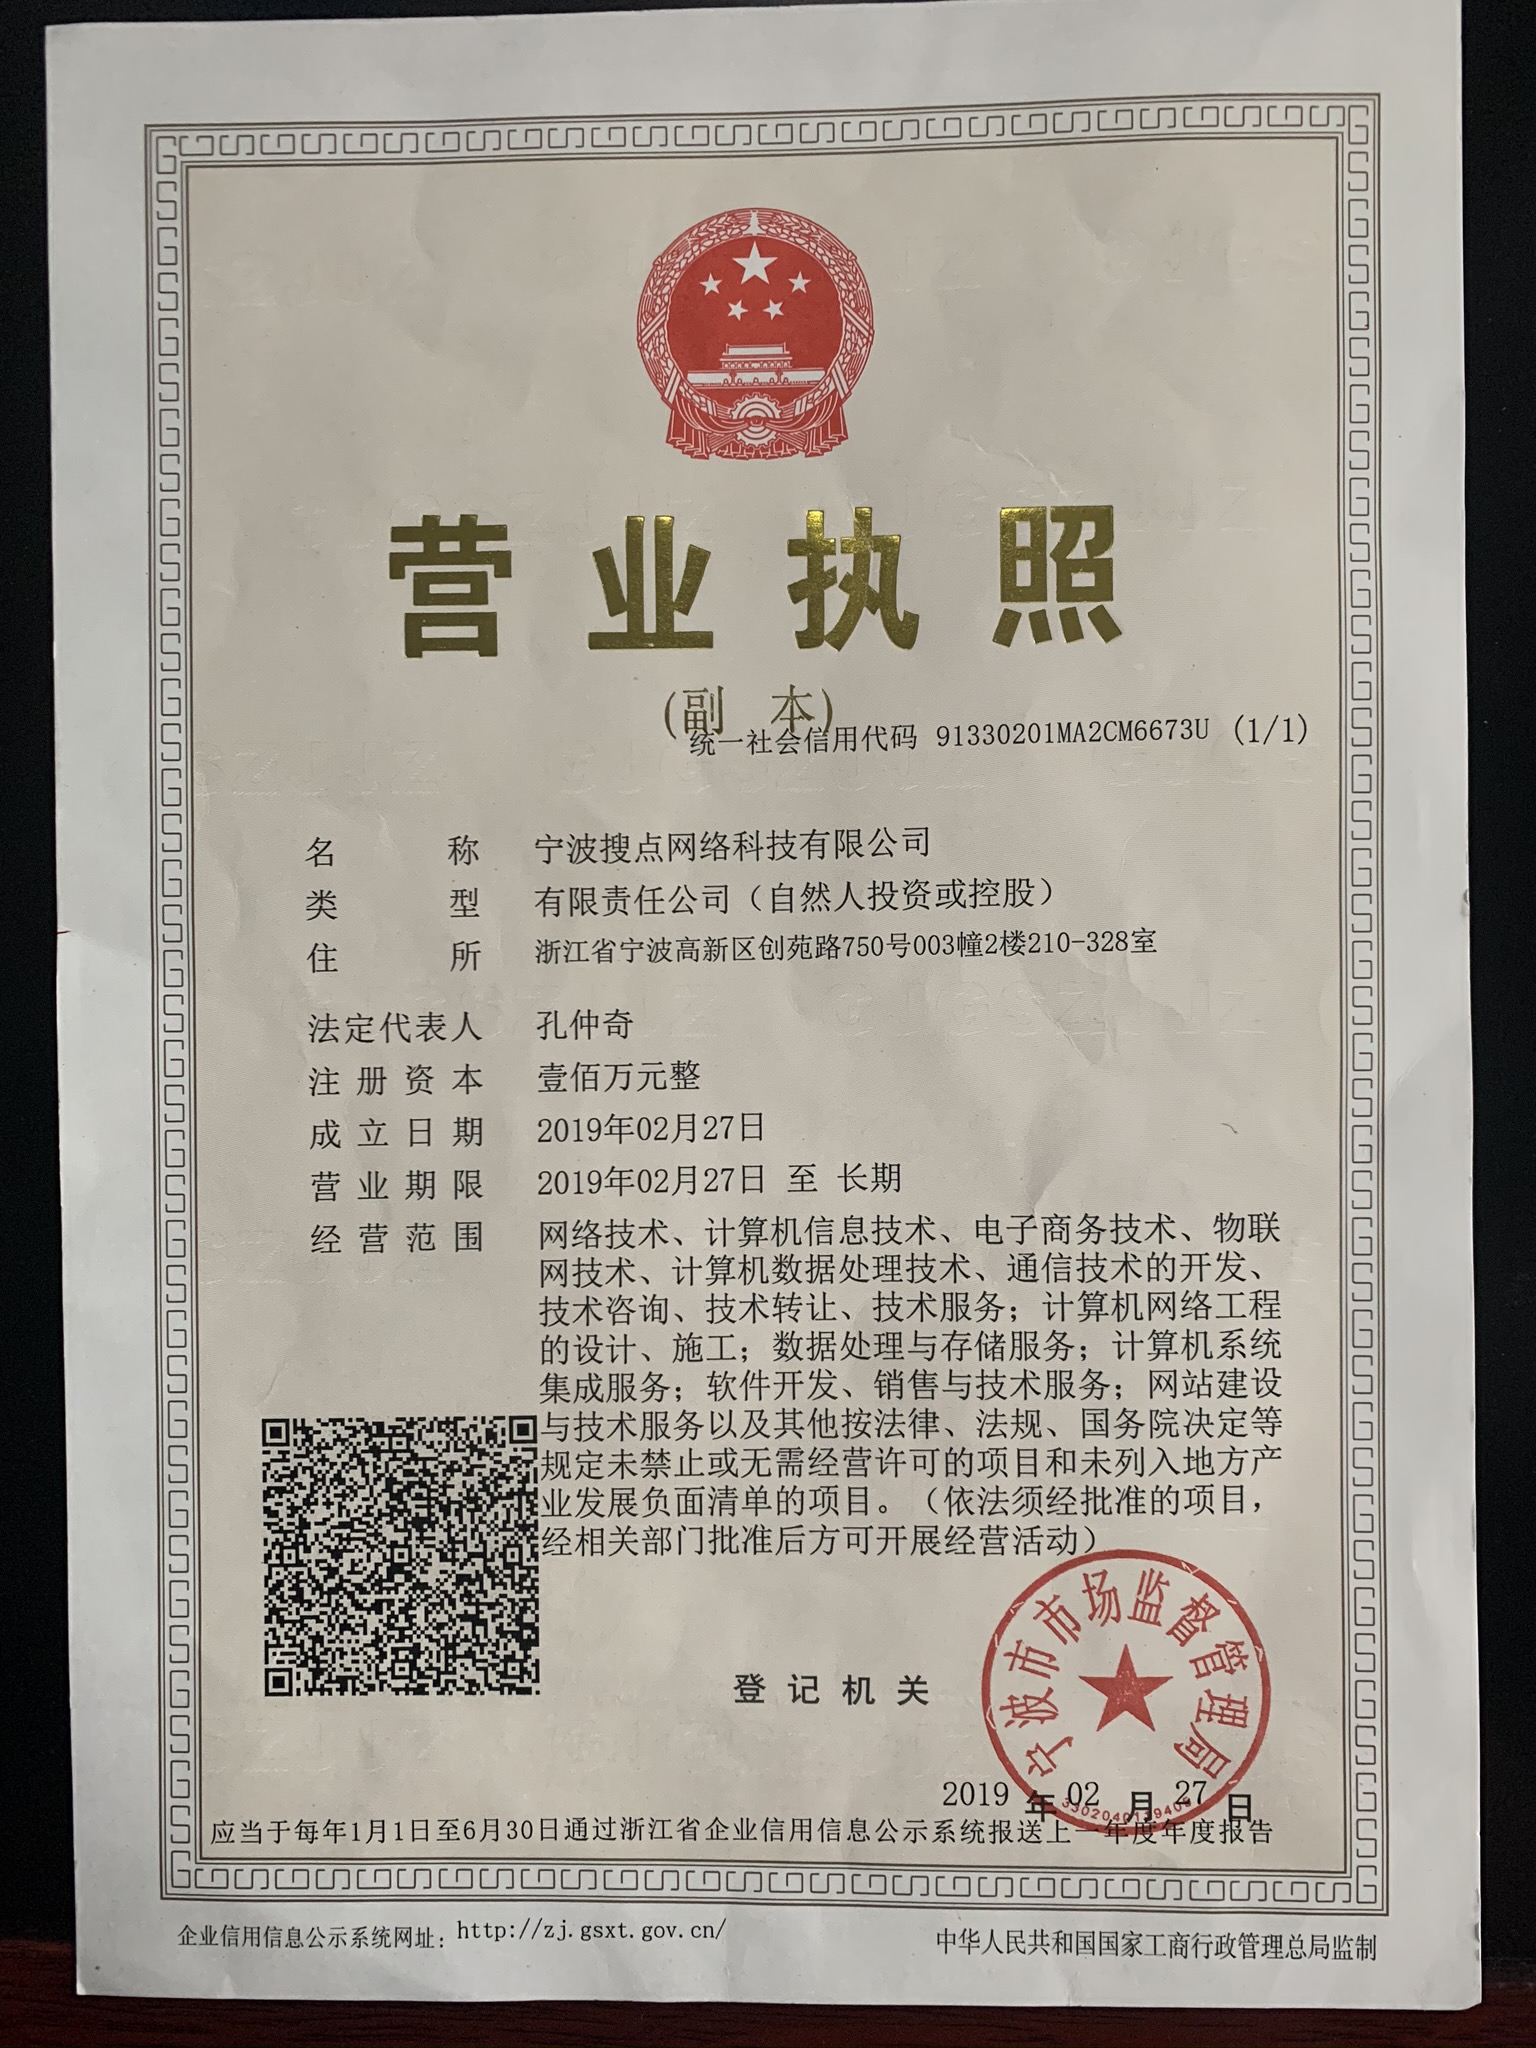 营业执照
(副 本)
统一社会信用代码 91330201MA2CM6673U (1/1)
名称 宁波搜点网络科技有限公司
类型 有限责任公司（自然人投资或控股）
住所 浙江省宁波高新区创苑路750号003幢2楼210-328室
法定代表人 孔仲奇
注册资本 壹佰万元整
成立日期 2019年02月27日
营业期限 2019年02月27日 至 长期
经营范围 网络技术、计算机信息技术、电子商务技术、物联
网技术、计算机数据处理技术、通信技术的开发、
技术咨询、技术转让、技术服务；计算机网络工程
的设计、施工；数据处理与存储服务；计算机系统
集成服务；软件开发、销售与技术服务；网站建设
与技术服务以及其他按法律、法规、国务院决定等
规定未禁止或无需经营许可的项目和未列入地方产
业发展负面清单的项目。（依法须经批准的项目，
经相关部门批准后方可开展经营活动）
宁波市市场监督管理局
登记机关
2019 年 02 月 27 日
应当于每年1月1日至6月30日通过浙江省企业信用信息公示系统报送上一年度年度报告
企业信用信息公示系统网址：http://zj.gsxt.gov.cn/
中华人民共和国国家工商行政管理总局监制